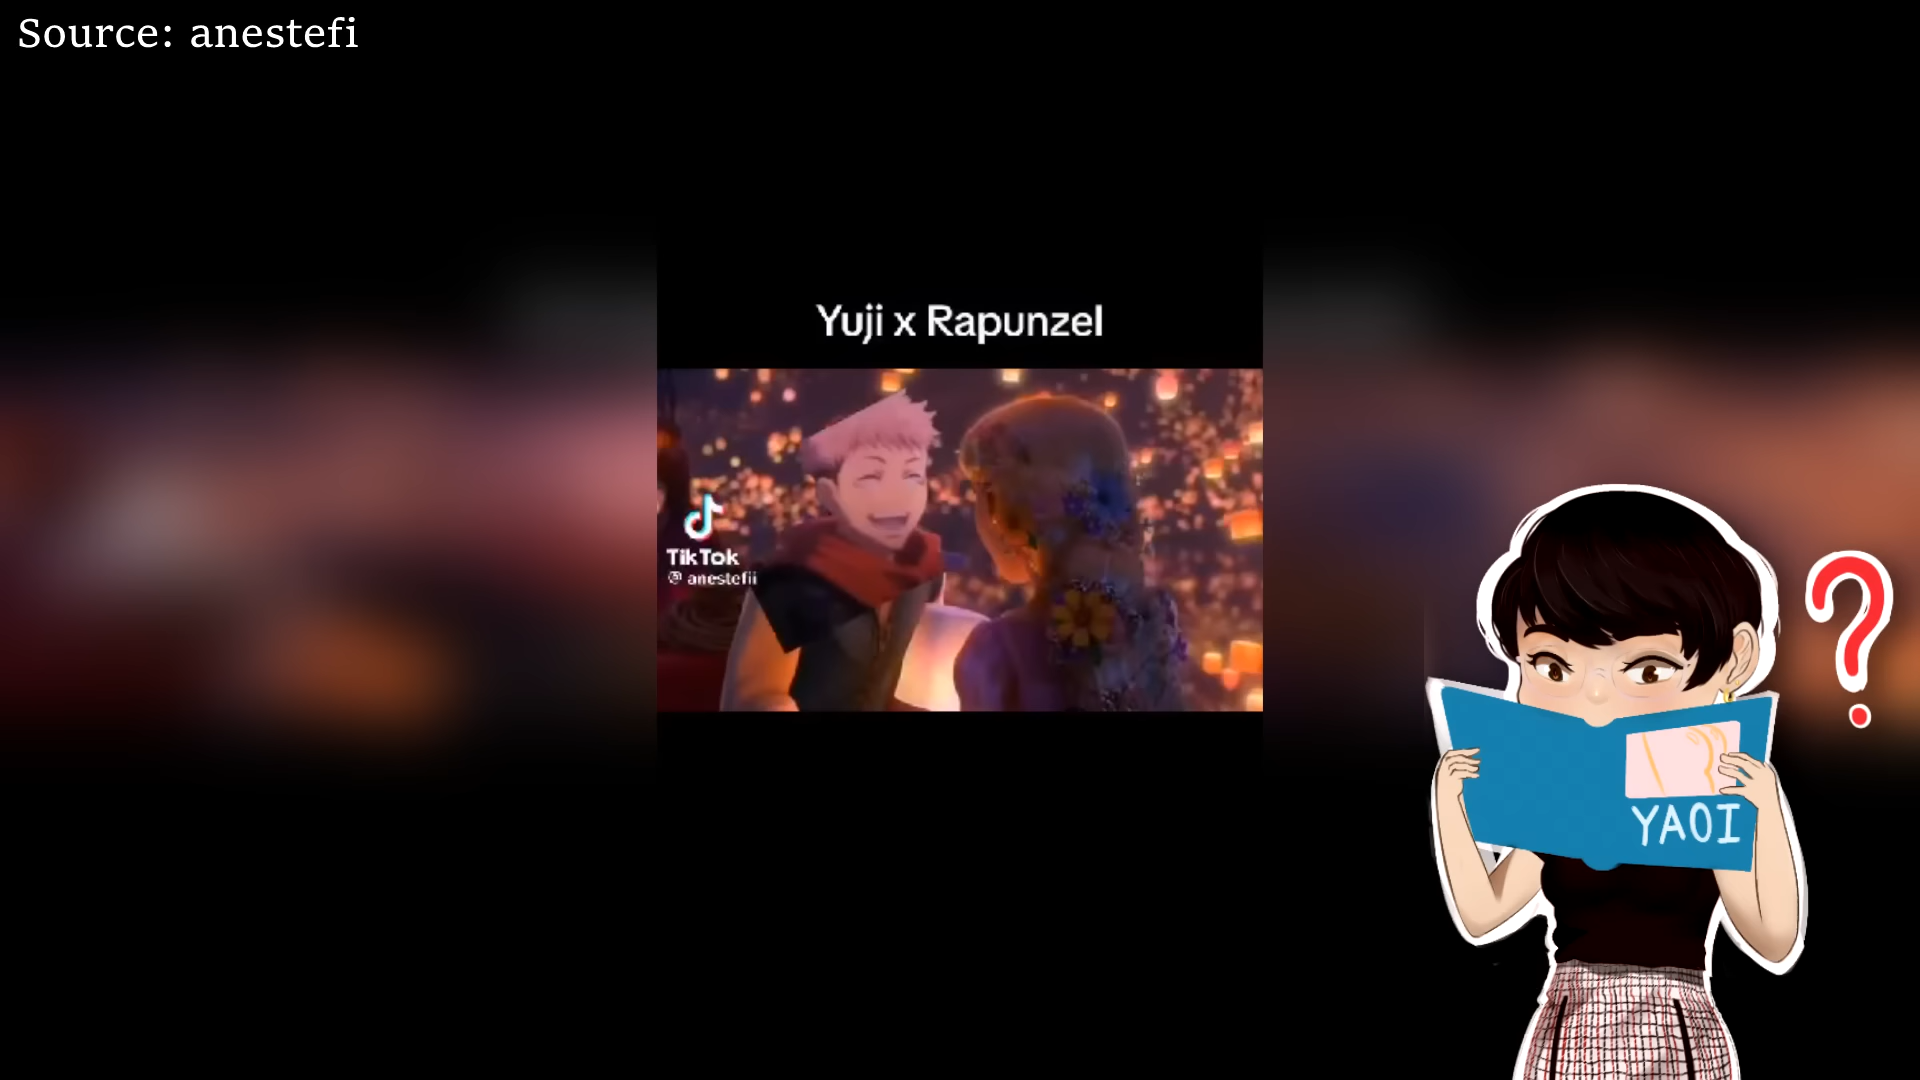 Source: anestefi
Yuji x Rapunzel
TikTok
@ anestefii
YAOI
?